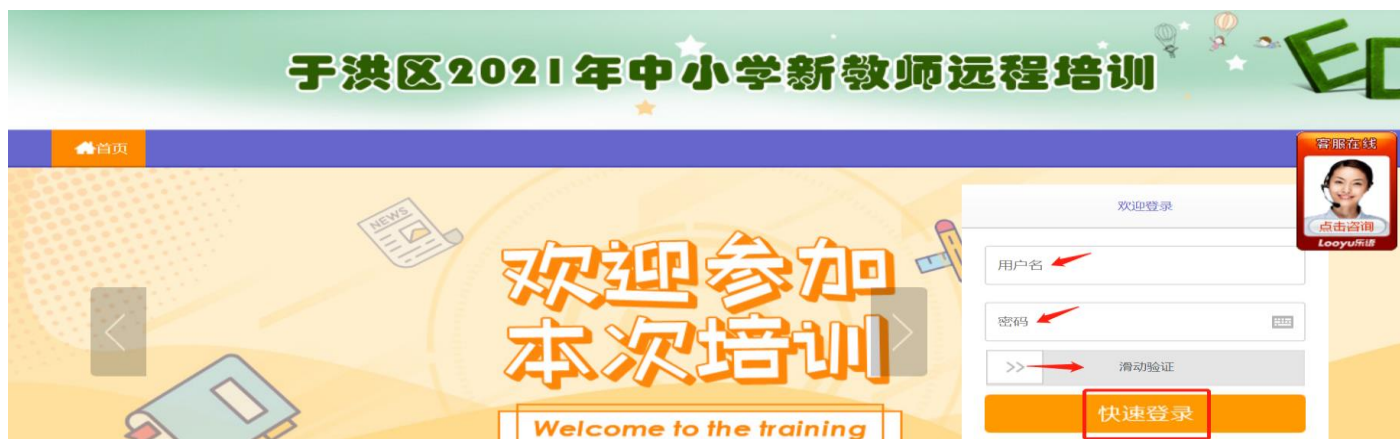 于洪区2021年中小学新教师远程培训
首页
客服在线
点击咨询
Looyu乐语
NEWS
欢迎参加
本次培训
Welcome to the training
欢迎登录
用户名
密码
>>
滑动验证
快速登录